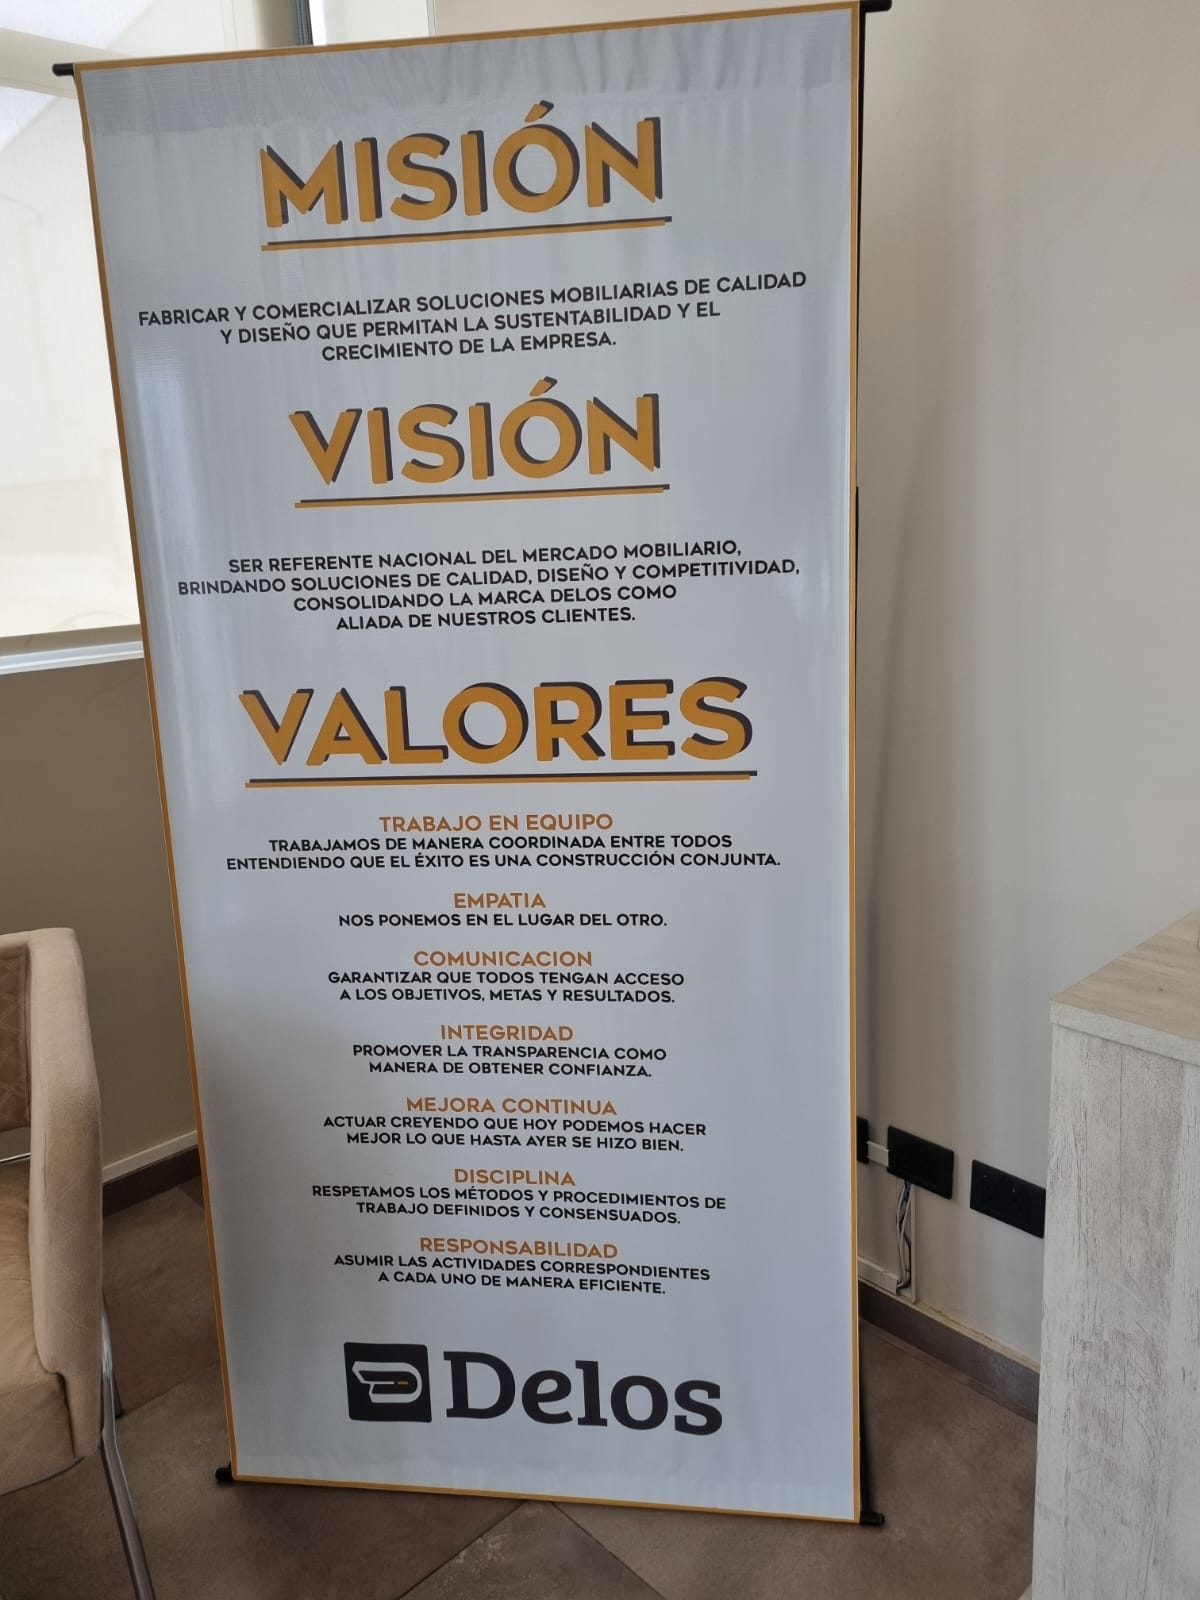 MISIÓN
FABRICAR Y COMERCIALIZAR SOLUCIONES MOBILIARIAS DE CALIDAD
Y DISEÑO QUE PERMITAN LA SUSTENTABILIDAD Y EL
CRECIMIENTO DE LA EMPRESA.
VISIÓN
SER REFERENTE NACIONAL DEL MERCADO MOBILIARIO,
BRINDANDO SOLUCIONES DE CALIDAD, DISEÑO Y COMPETITIVIDAD,
CONSOLIDANDO LA MARCA DELOS COMO
ALIADA DE NUESTROS CLIENTES.
VALORES
TRABAJO EN EQUIPO
TRABAJAMOS DE MANERA COORDINADA ENTRE TODOS
ENTENDIENDO QUE EL ÉXITO ES UNA CONSTRUCCIÓN CONJUNTA.
EMPATIA
NOS PONEMOS EN EL LUGAR DEL OTRO.
COMUNICACION
GARANTIZAR QUE TODOS TENGAN ACCESO
A LOS OBJETIVOS, METAS Y RESULTADOS.
INTEGRIDAD
PROMOVER LA TRANSPARENCIA COMO
MANERA DE OBTENER CONFIANZA.
MEJORA CONTINUA
ACTUAR CREYENDO QUE HOY PODEMOS HACER
MEJOR LO QUE HASTA AYER SE HIZO BIEN.
DISCIPLINA
RESPETAMOS LOS MÉTODOS Y PROCEDIMIENTOS DE
TRABAJO DEFINIDOS Y CONSENSUADOS.
RESPONSABILIDAD
ASUMIR LAS ACTIVIDADES CORRESPONDIENTES
A CADA UNO DE MANERA EFICIENTE.
Delos